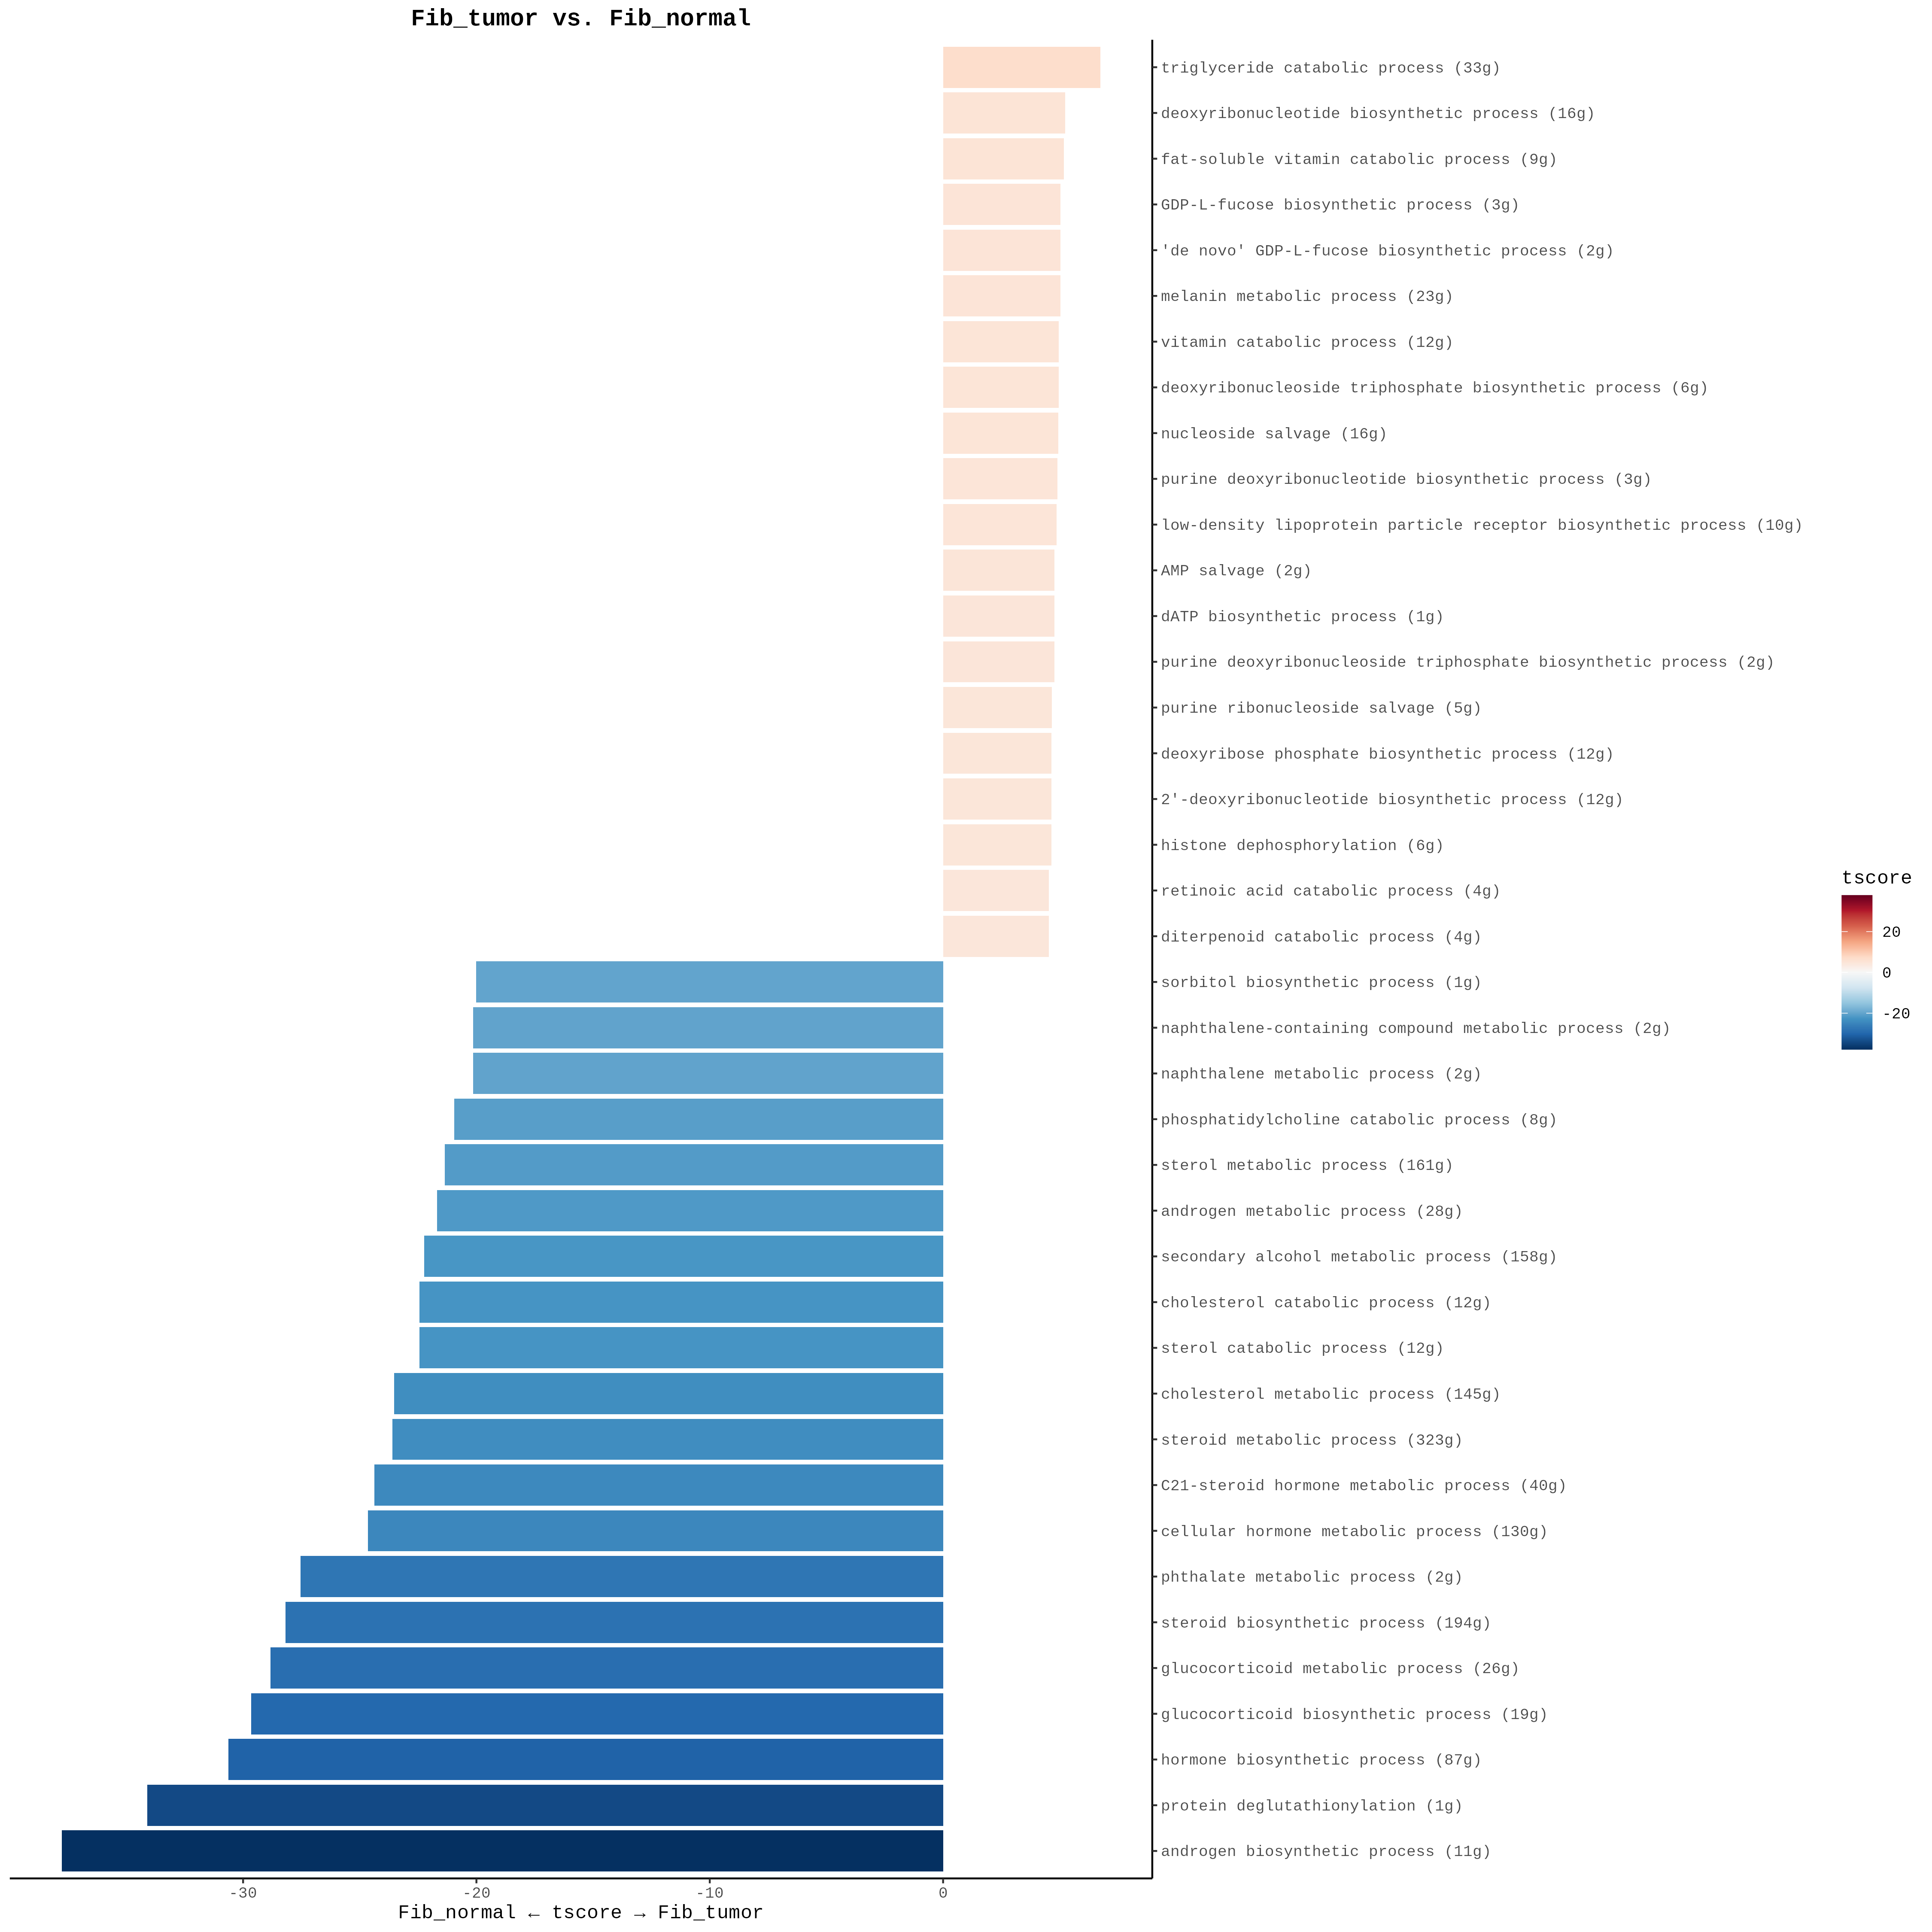 Fib_tumor vs. Fib_normal
triglyceride catabolic process (33g)
deoxyribonucleotide biosynthetic process (16g)
fat-soluble vitamin catabolic process (9g)
GDP-L-fucose biosynthetic process (3g)
'de novo' GDP-L-fucose biosynthetic process (2g)
melanin metabolic process (23g)
vitamin catabolic process (12g)
deoxyribonucleoside triphosphate biosynthetic process (6g)
nucleoside salvage (16g)
purine deoxyribonucleotide biosynthetic process (3g)
low-density lipoprotein particle receptor biosynthetic process (10g)
AMP salvage (2g)
dATP biosynthetic process (1g)
purine deoxyribonucleoside triphosphate biosynthetic process (2g)
purine ribonucleoside salvage (5g)
deoxyribose phosphate biosynthetic process (12g)
2'-deoxyribonucleotide biosynthetic process (12g)
histone dephosphorylation (6g)
retinoic acid catabolic process (4g)
diterpenoid catabolic process (4g)
sorbitol biosynthetic process (1g)
naphthalene-containing compound metabolic process (2g)
naphthalene metabolic process (2g)
phosphatidylcholine catabolic process (8g)
sterol metabolic process (161g)
androgen metabolic process (28g)
secondary alcohol metabolic process (158g)
cholesterol catabolic process (12g)
sterol catabolic process (12g)
cholesterol metabolic process (145g)
steroid metabolic process (323g)
C21-steroid hormone metabolic process (40g)
cellular hormone metabolic process (130g)
phthalate metabolic process (2g)
steroid biosynthetic process (194g)
glucocorticoid metabolic process (26g)
glucocorticoid biosynthetic process (19g)
hormone biosynthetic process (87g)
protein deglutathionylation (1g)
androgen biosynthetic process (11g)
-30 -20 -10 0
Fib_normal ← tscore → Fib_tumor
tscore
20
0
-20